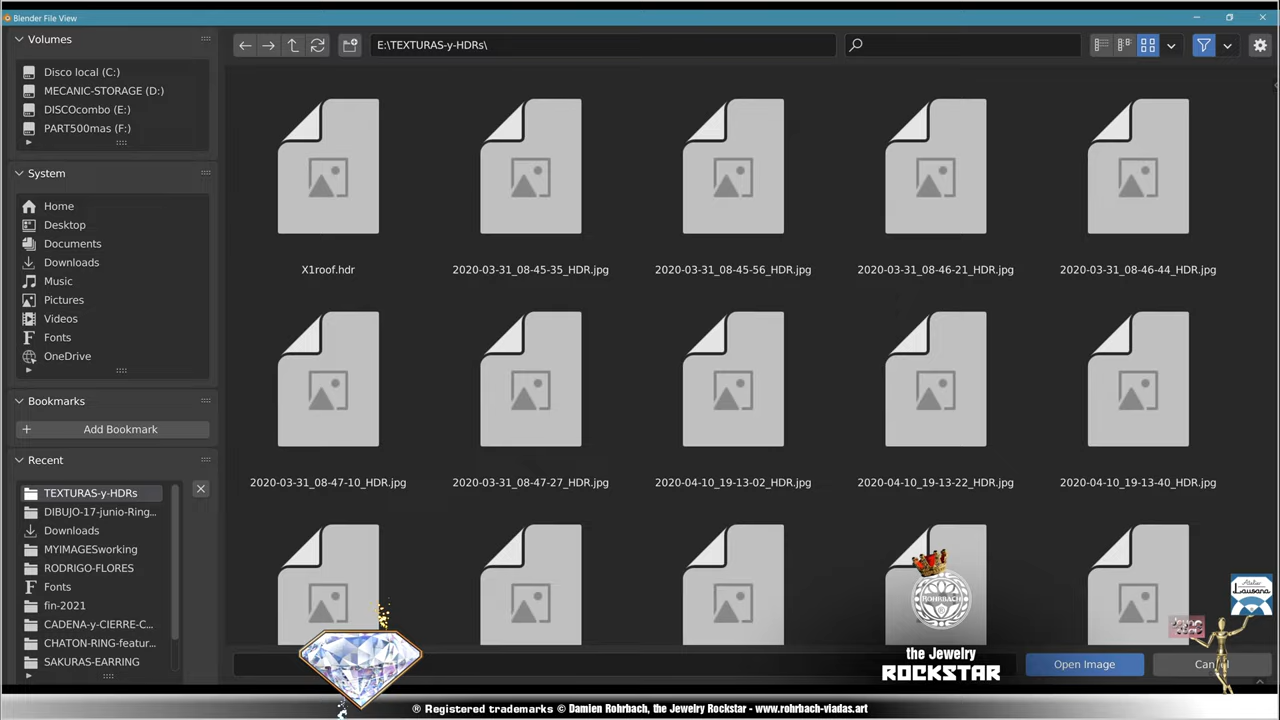 Blender File View
Volumes
E:\TEXTURAS-y-HDRs\
Disco local (C:)
MECANIC-STORAGE (D:)
DISCOcombo (E:)
PART500mas (F:)
System
Home
Desktop
Documents
Downloads
Music
Pictures
Videos
Fonts
OneDrive
Bookmarks
Add Bookmark
Recent
TEXTURAS-y-HDRs
DIBUJO-17-junio-Ring...
Downloads
MYIMAGESworking
RODRIGO-FLORES
Fonts
fin-2021
CADENA-y-CIERRE-C...
CHATON-RING-featur...
SAKURAS-EARRING
X1roof.hdr
2020-03-31_08-45-35_HDR.jpg
2020-03-31_08-45-56_HDR.jpg
2020-03-31_08-46-21_HDR.jpg
2020-03-31_08-46-44_HDR.jpg
2020-03-31_08-47-10_HDR.jpg
2020-03-31_08-47-27_HDR.jpg
2020-04-10_19-13-02_HDR.jpg
2020-04-10_19-13-22_HDR.jpg
2020-04-10_19-13-40_HDR.jpg
ROHRBACH
Atelier
Lausana
the Jewelry
ROCKSTAR
Open Image
® Registered trademarks © Damien Rohrbach, the Jewelry Rockstar - www.rohrbach-viadas.art